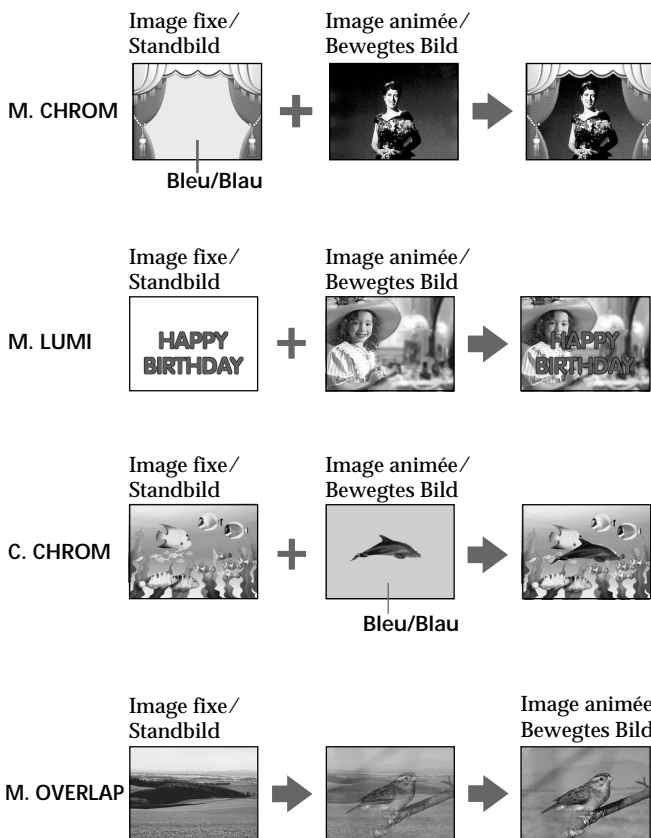 Image fixe/
Standbild
Image animée/
Bewegtes Bild
M. CHROM
Bleu/Blau
Image fixe/
Standbild
Image animée/
Bewegtes Bild
M. LUMI
HAPPY
BIRTHDAY
HAPPY
BIRTHDAY
Image fixe/
Standbild
Image animée/
Bewegtes Bild
C. CHROM
Bleu/Blau
Image fixe/
Standbild
Image animée
Bewegtes Bild
M. OVERLAP